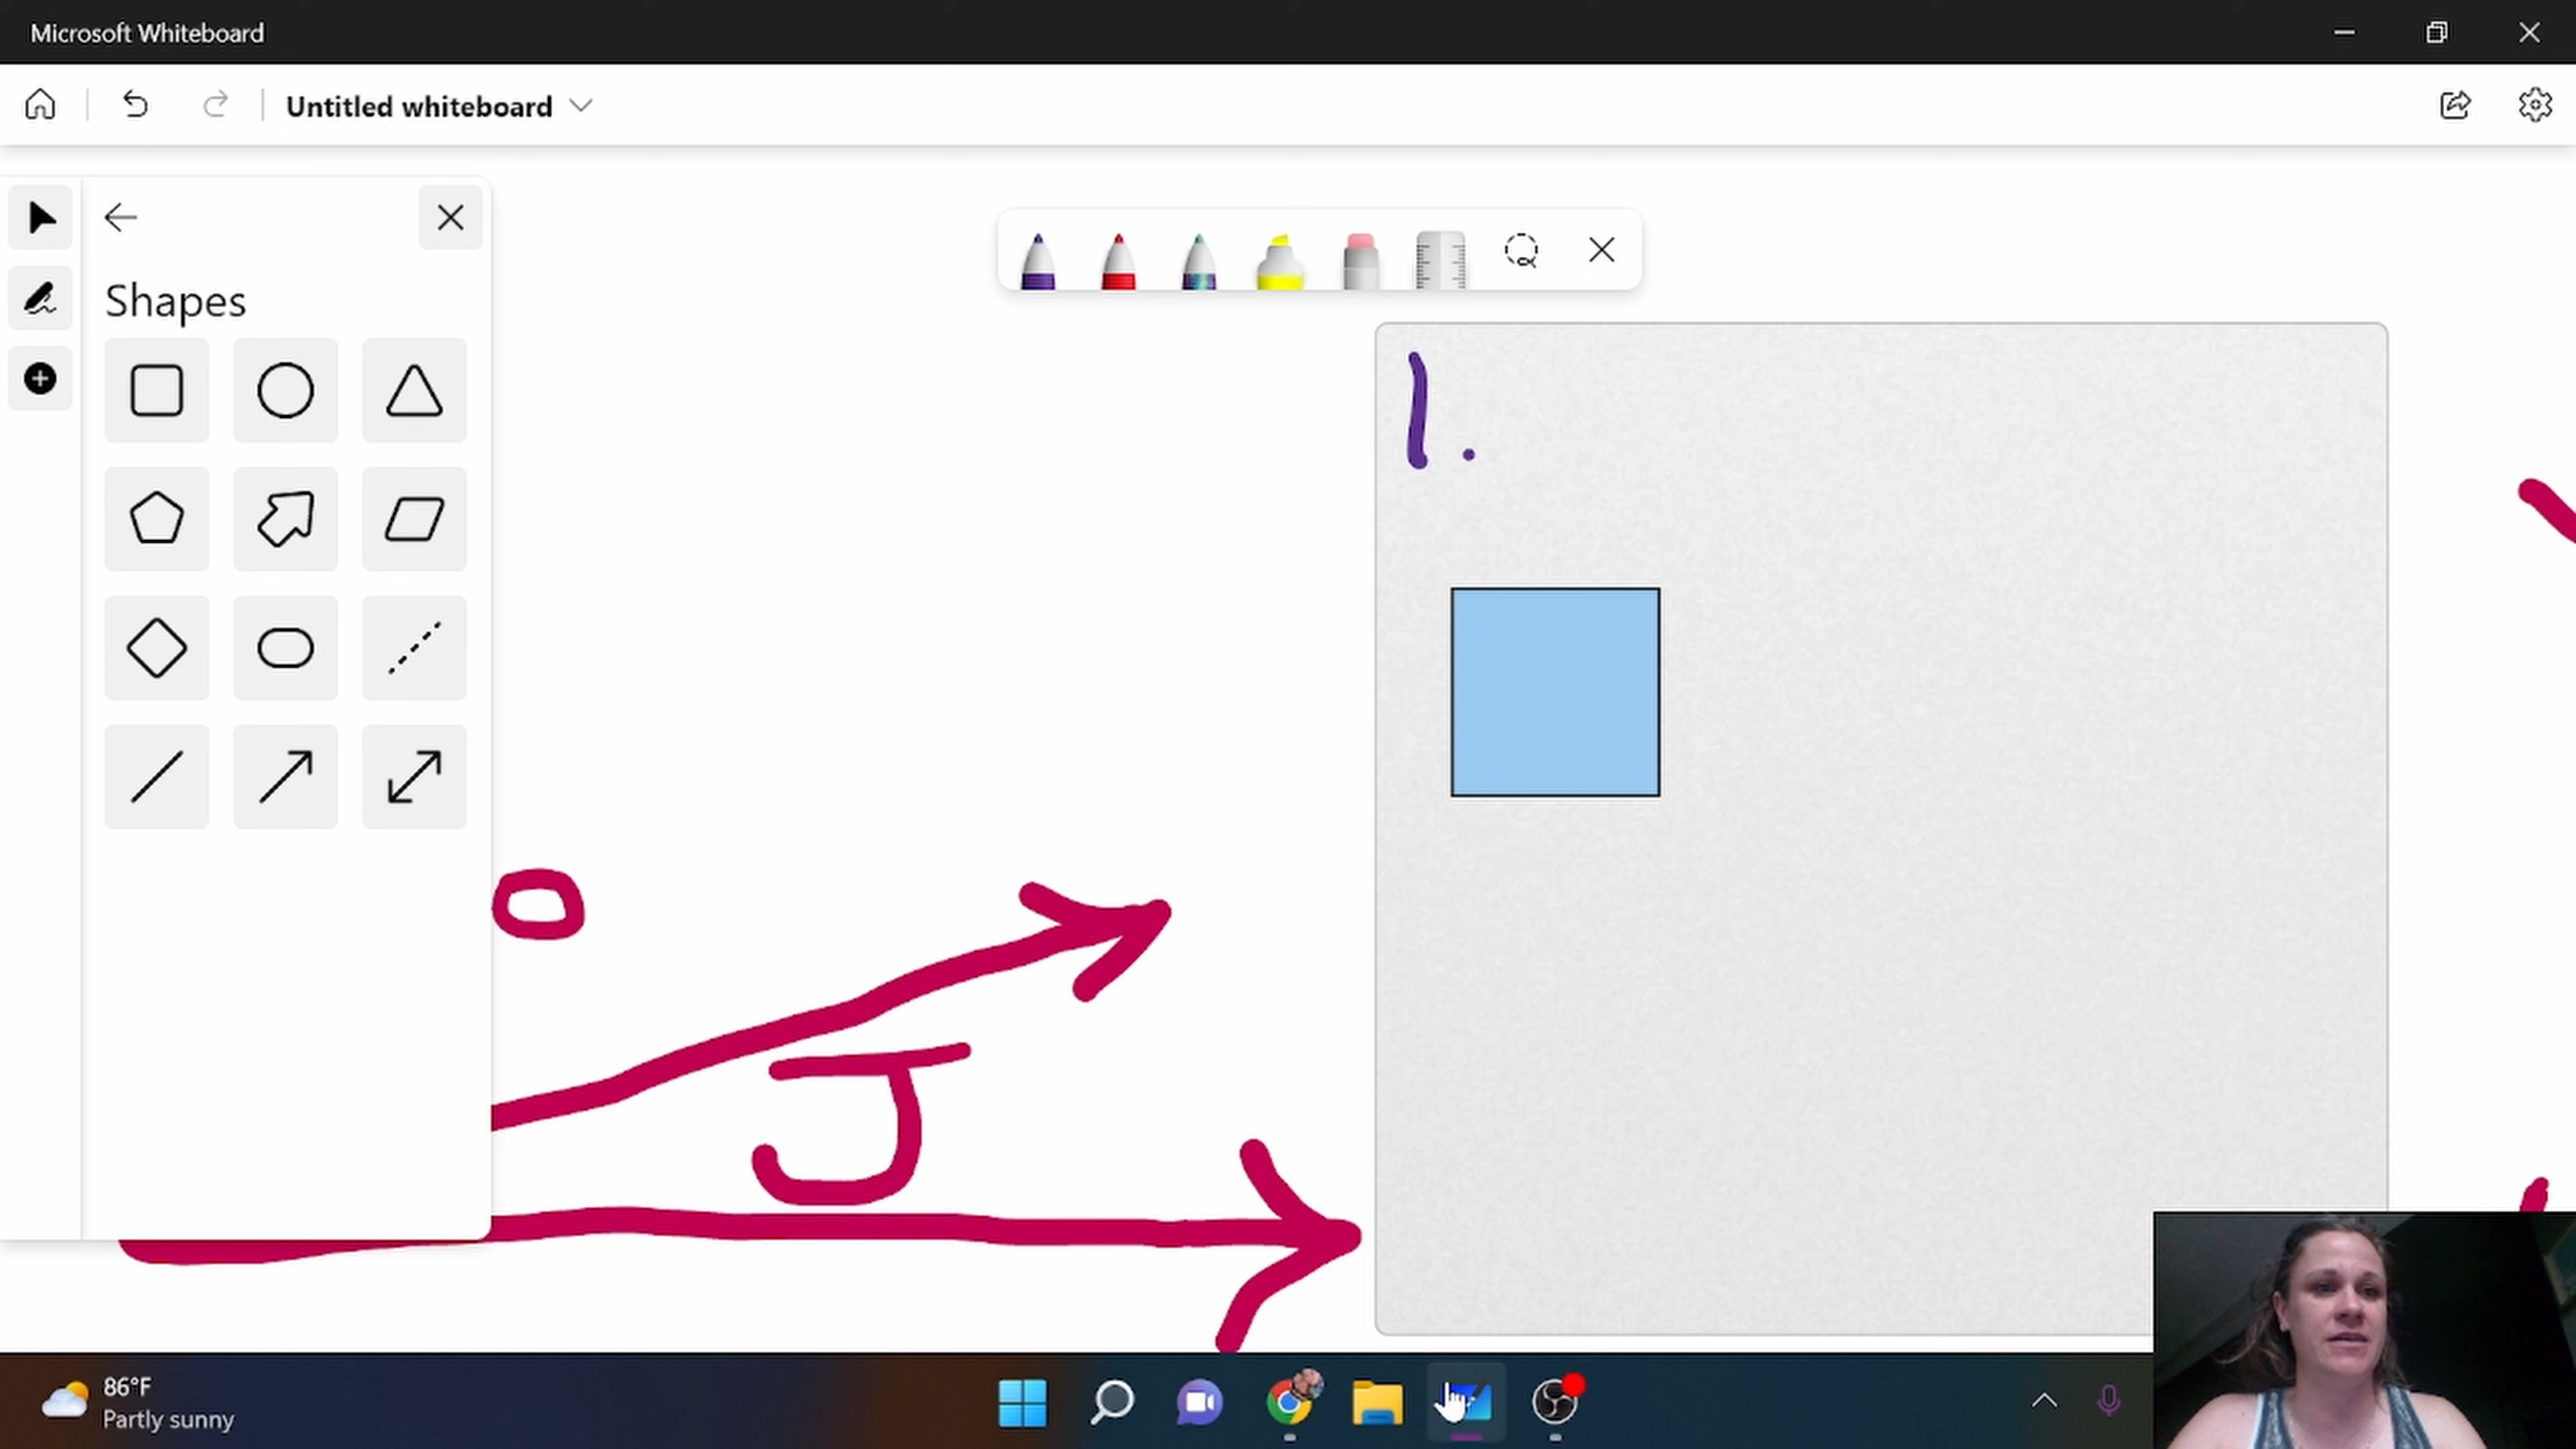 Microsoft Whiteboard
Untitled whiteboard
Shapes
1.
O
J
86°F
Partly sunny